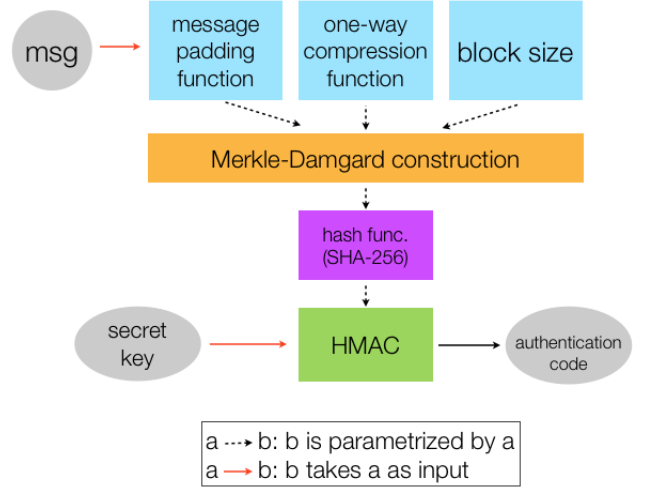 msg
message
padding
function
one-way
compression
function
block size
Merkle-Damgard construction
hash func.
(SHA-256)
secret
key
HMAC
authentication
code
a ⇢ b: b is parametrized by a
a → b: b takes a as input